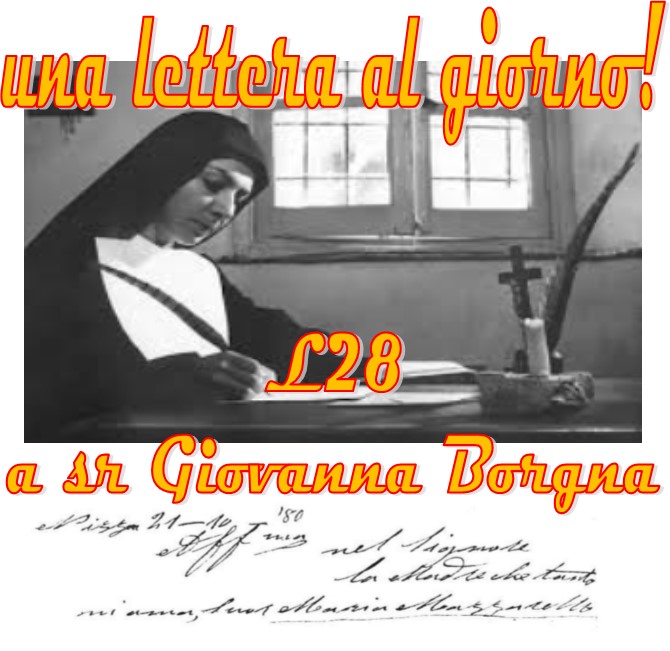 una lettera al giorno!
L28
a sr Giovanna Borgna
Nizza 21-10 '80
Aff.ma nel Signore
la Madre che tanto
vi ama, Suor Maria Mazzarello